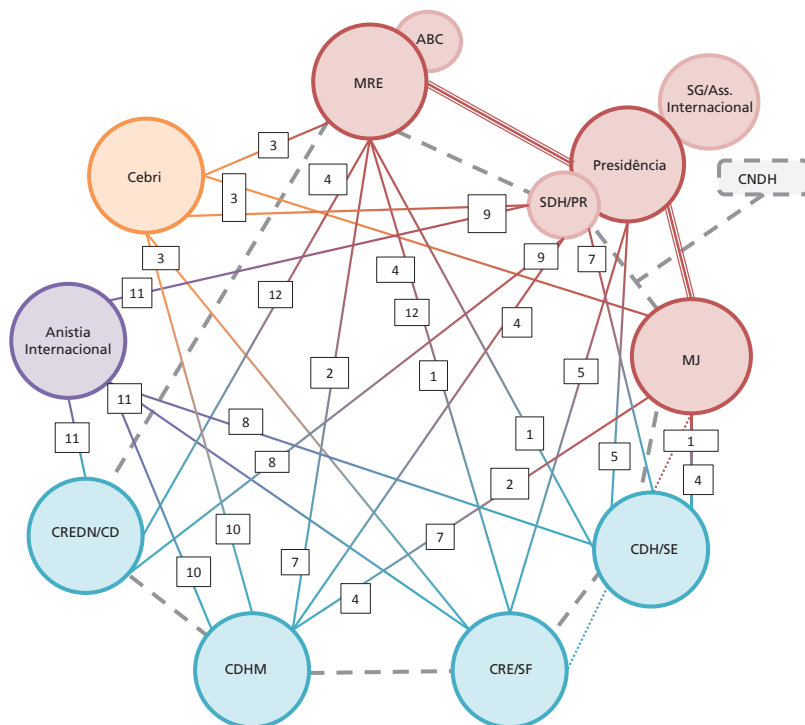 ABC
MRE
SG/Ass.
Internacional
Presidência
Cebri
CNDH
SDH/PR
3
4
3
9
3
9
7
11
12
4
12
4
Anistia
Internacional
MJ
2
1
5
11
8
1
5
1
11
8
2
4
CREDN/CD
10
7
7
CDH/SE
10
4
CDHM
CRE/SF